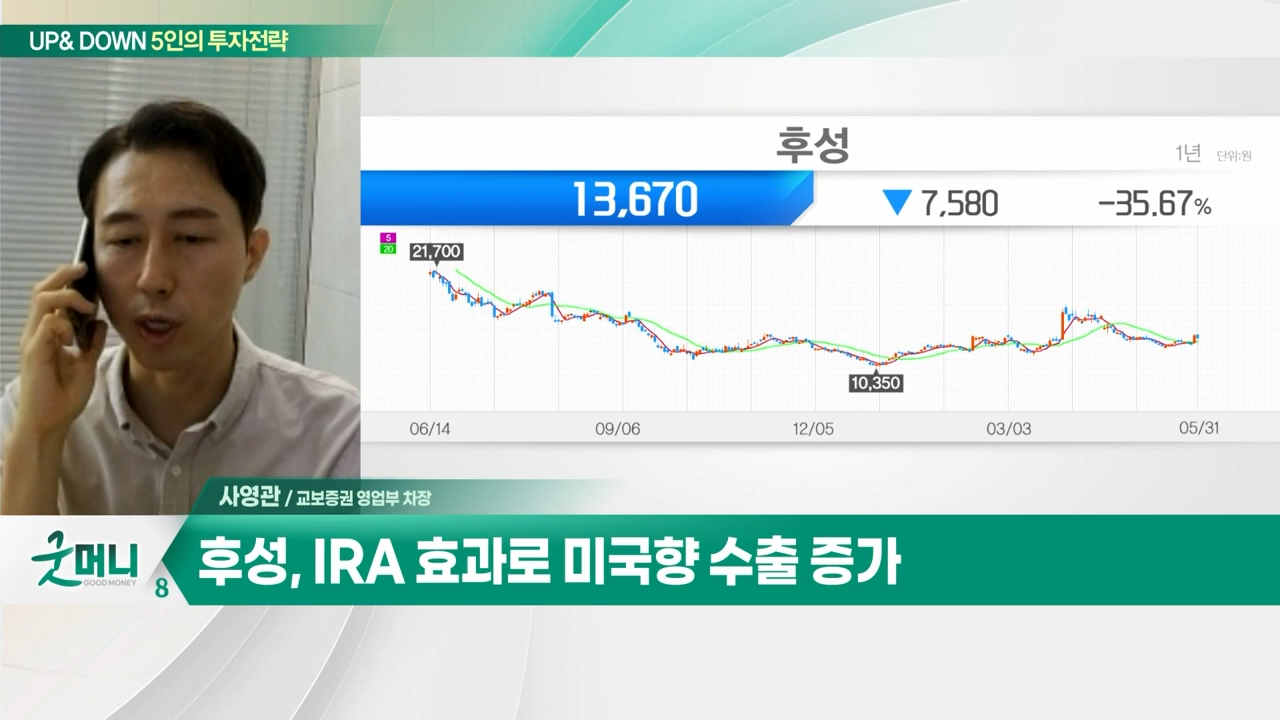 UP& DOWN 5인의 투자전략
후성
1년 단위:원
13,670 ▼ 7,580 -35.67%
5
20
21,700
10,350
06/14 09/06 12/05 03/03 05/31
사영관 / 교보증권 영업부 차장
굿머니
GOOD MONEY
8
후성, IRA 효과로 미국향 수출 증가